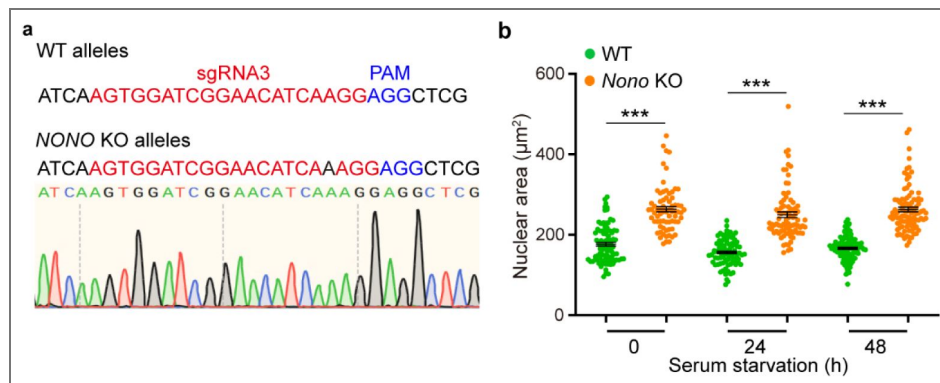 a
WT alleles
sgRNA3 PAM
ATCAAGTGGATCGGAACATCAAGGAGGCTCG
NONO KO alleles
ATCAAGTGGATCGGAACATCAAAGGAGGCTCG
ATCAAGTGGATCGGAACATCAAAGGAGGCTCG
b
WT
Nono KO
Nuclear area (µm²)
600
400
200
0
***
***
***
0 24 48
Serum starvation (h)